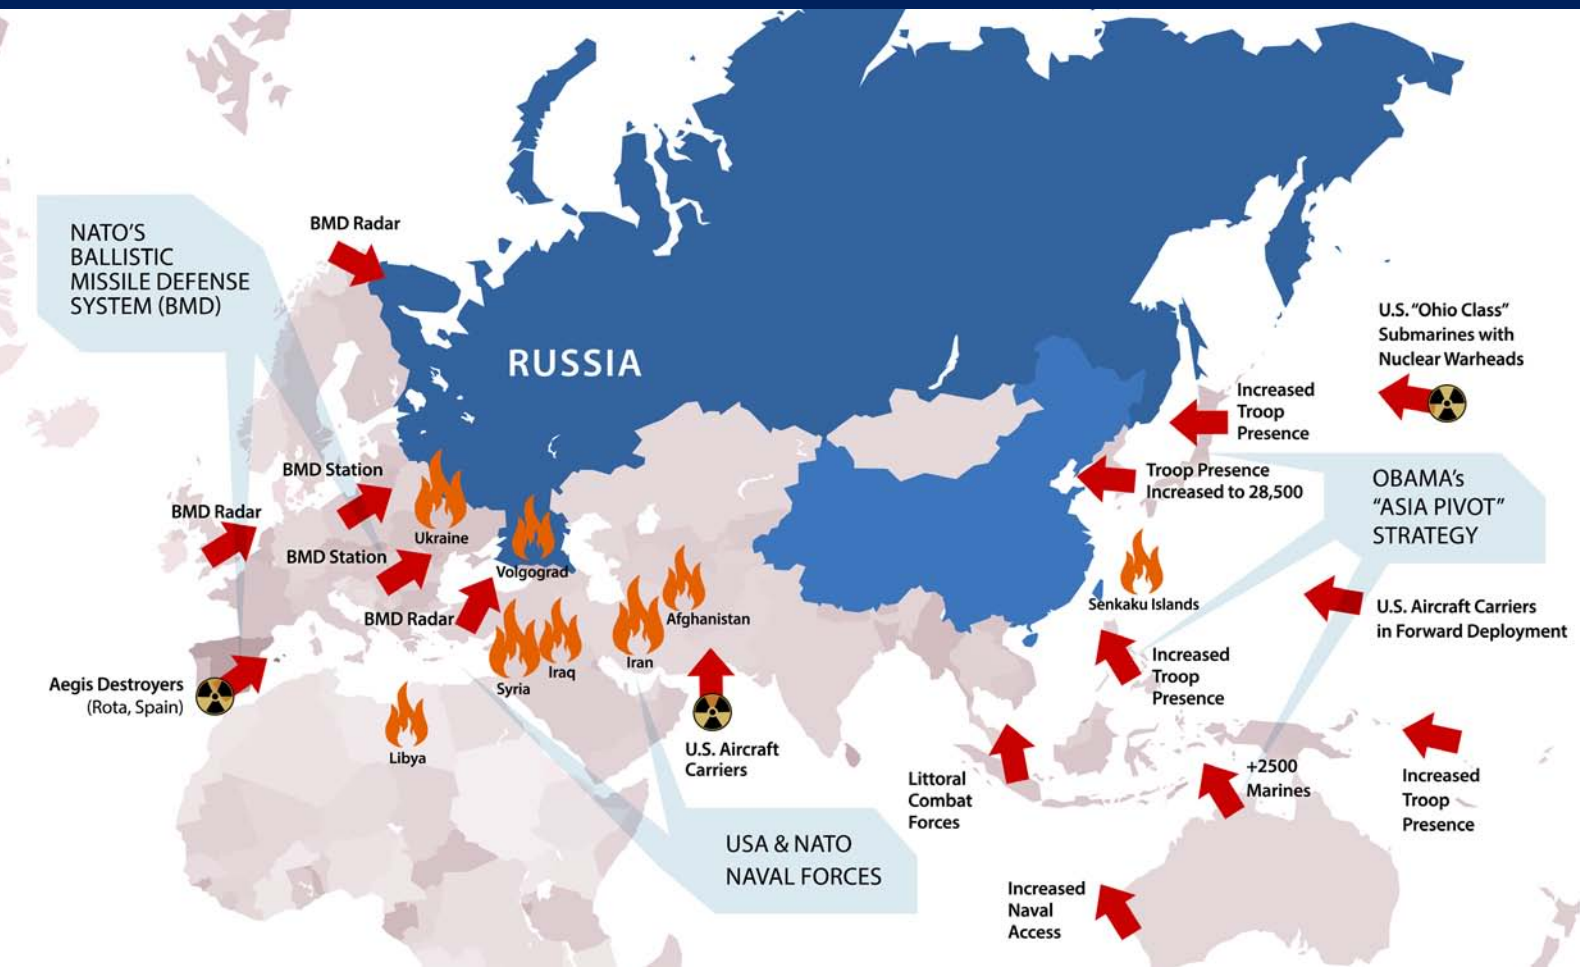 NATO'S
BALLISTIC
MISSILE DEFENSE
SYSTEM (BMD)
BMD Radar
RUSSIA
U.S. “Ohio Class”
Submarines with
Nuclear Warheads
Increased
Troop
Presence
BMD Station
Troop Presence
Increased to 28,500
OBAMA's
“ASIA PIVOT”
STRATEGY
BMD Radar
Ukraine
BMD Station
Volgograd
Senkaku Islands
U.S. Aircraft Carriers
in Forward Deployment
BMD Radar
Afghanistan
Iran
Iraq
Syria
Increased
Troop
Presence
Aegis Destroyers
(Rota, Spain)
Libya
U.S. Aircraft
Carriers
Littoral
Combat
Forces
+2500
Marines
Increased
Troop
Presence
USA & NATO
NAVAL FORCES
Increased
Naval
Access